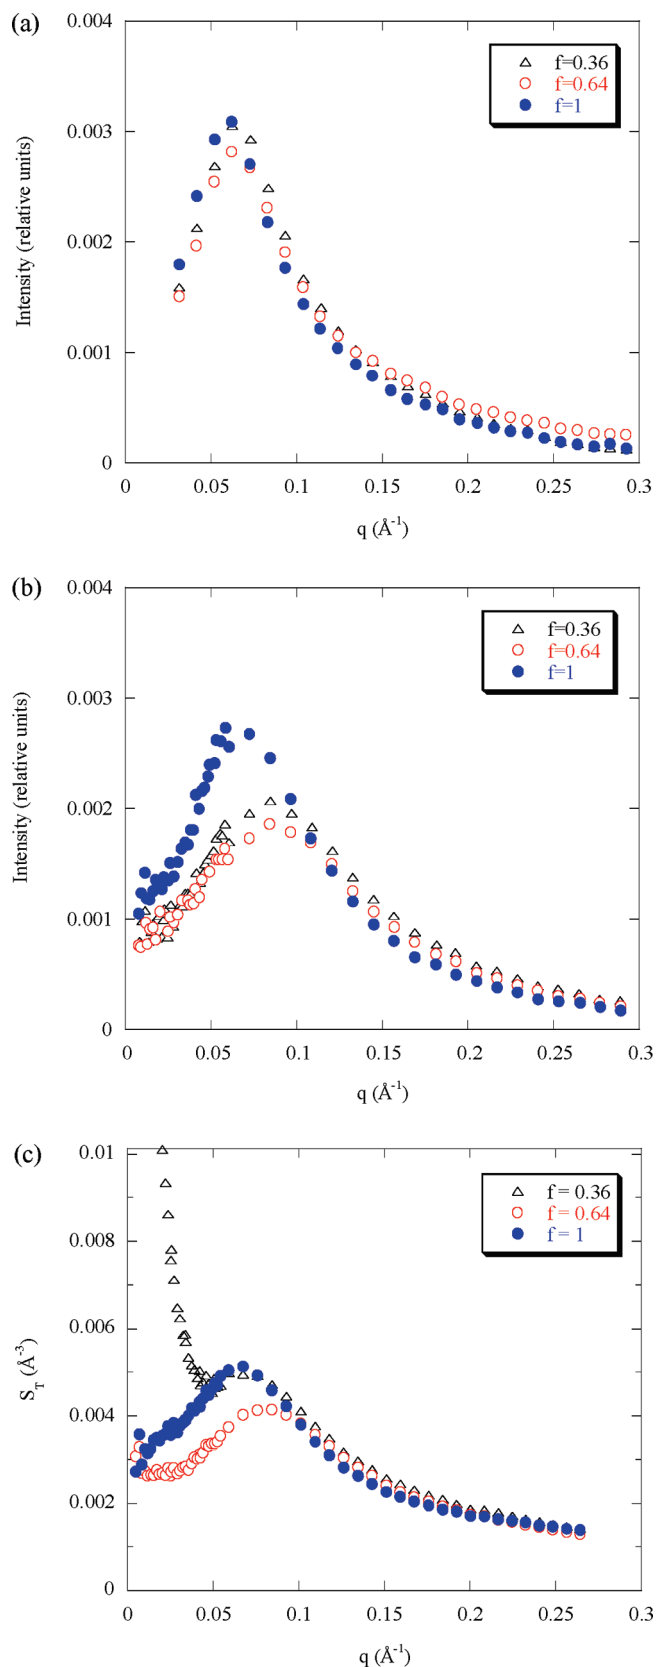 (a)
0.004
0.003
0.002
0.001
0
Intensity (relative units)
f=0.36
f=0.64
f=1
0 0.05 0.1 0.15 0.2 0.25 0.3
q (Å-1)
(b)
0.004
0.003
0.002
0.001
0
Intensity (relative units)
f=0.36
f=0.64
f=1
0 0.05 0.1 0.15 0.2 0.25 0.3
q (Å-1)
(c)
0.01
0.008
0.006
0.004
0.002
0
ST (Å-3)
f = 0.36
f = 0.64
f = 1
0 0.05 0.1 0.15 0.2 0.25 0.3
q (Å-1)